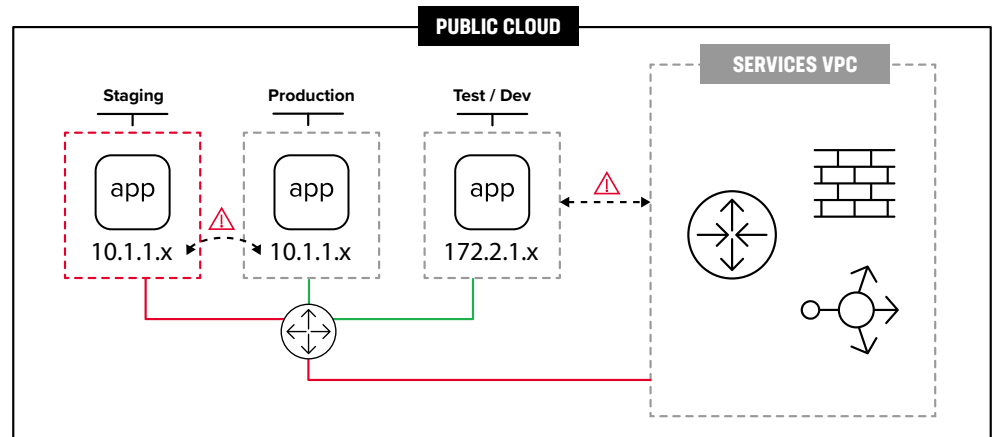 PUBLIC CLOUD
SERVICES VPC
Staging
Production
Test / Dev
app
app
app
10.1.1.x
10.1.1.x
172.2.1.x